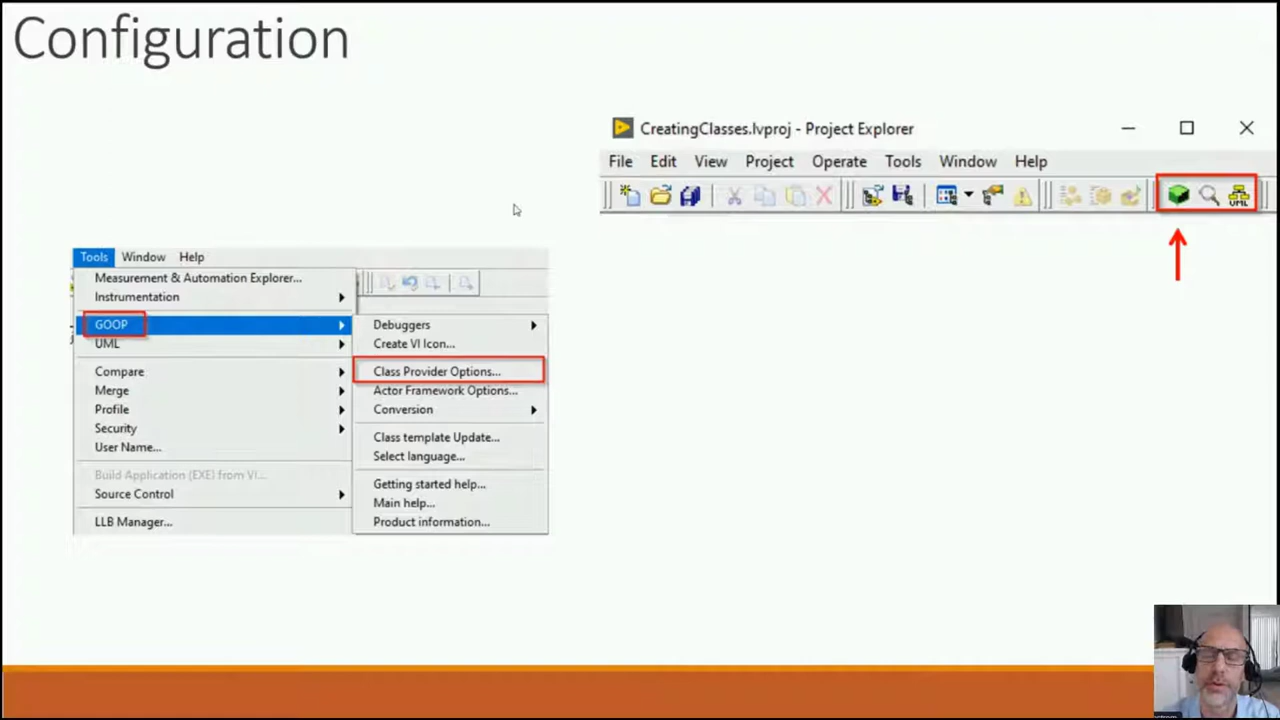 Configuration
CreatingClasses.lvproj - Project Explorer
File Edit View Project Operate Tools Window Help
UML
Tools Window Help
Measurement & Automation Explorer...
Instrumentation
GOOP
UML
Compare
Merge
Profile
Security
User Name...
Build Application (EXE) from VI...
Source Control
LLB Manager...
Debuggers
Create VI Icon...
Class Provider Options...
Actor Framework Options...
Conversion
Class template Update...
Select language...
Getting started help...
Main help...
Product information...